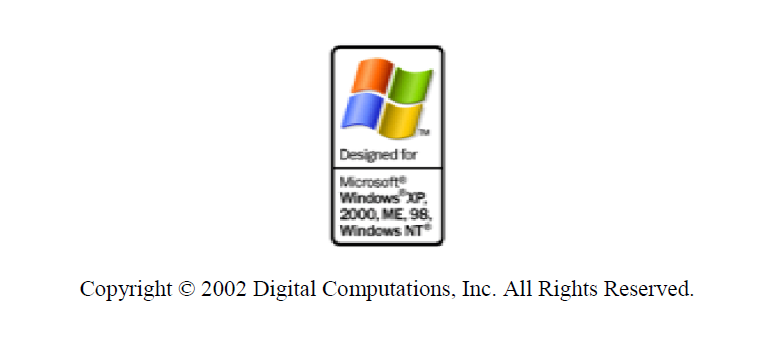 TM
Designed for
Microsoft®
Windows®XP,
2000, ME, 98,
Windows NT®
Copyright © 2002 Digital Computations, Inc. All Rights Reserved.